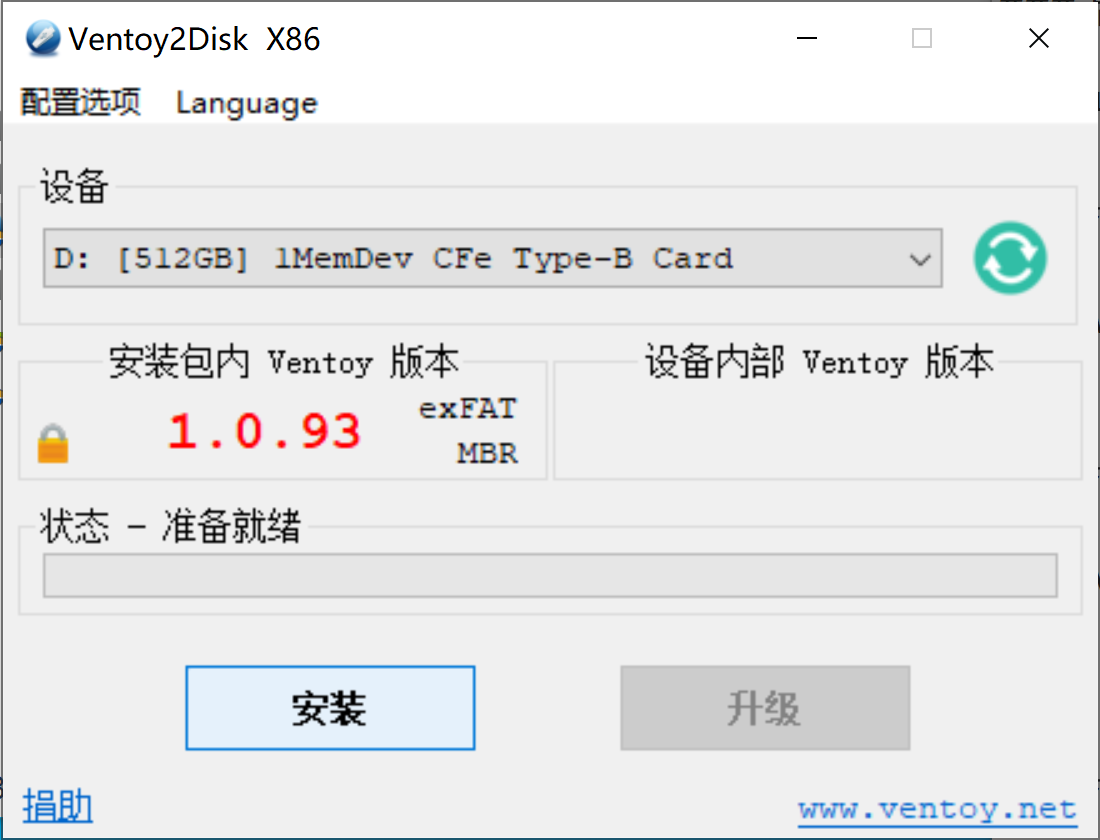 Ventoy2Disk X86
配置选项 Language
设备
D: [512GB] lMemDev CFe Type-B Card
安装包内 Ventoy 版本
1.0.93
exFAT
MBR
设备内部 Ventoy 版本
状态 - 准备就绪
安装 升级
捐助 www.ventoy.net